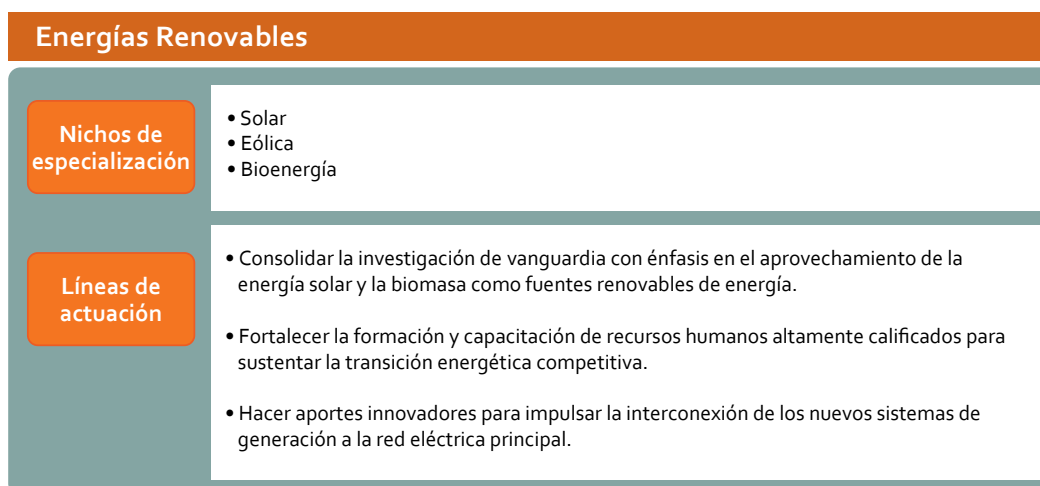 Energías Renovables
Nichos de
especialización
• Solar
• Eólica
• Bioenergía
Líneas de
actuación
• Consolidar la investigación de vanguardia con énfasis en el aprovechamiento de la
energía solar y la biomasa como fuentes renovables de energía.
• Fortalecer la formación y capacitación de recursos humanos altamente calificados para
sustentar la transición energética competitiva.
• Hacer aportes innovadores para impulsar la interconexión de los nuevos sistemas de
generación a la red eléctrica principal.